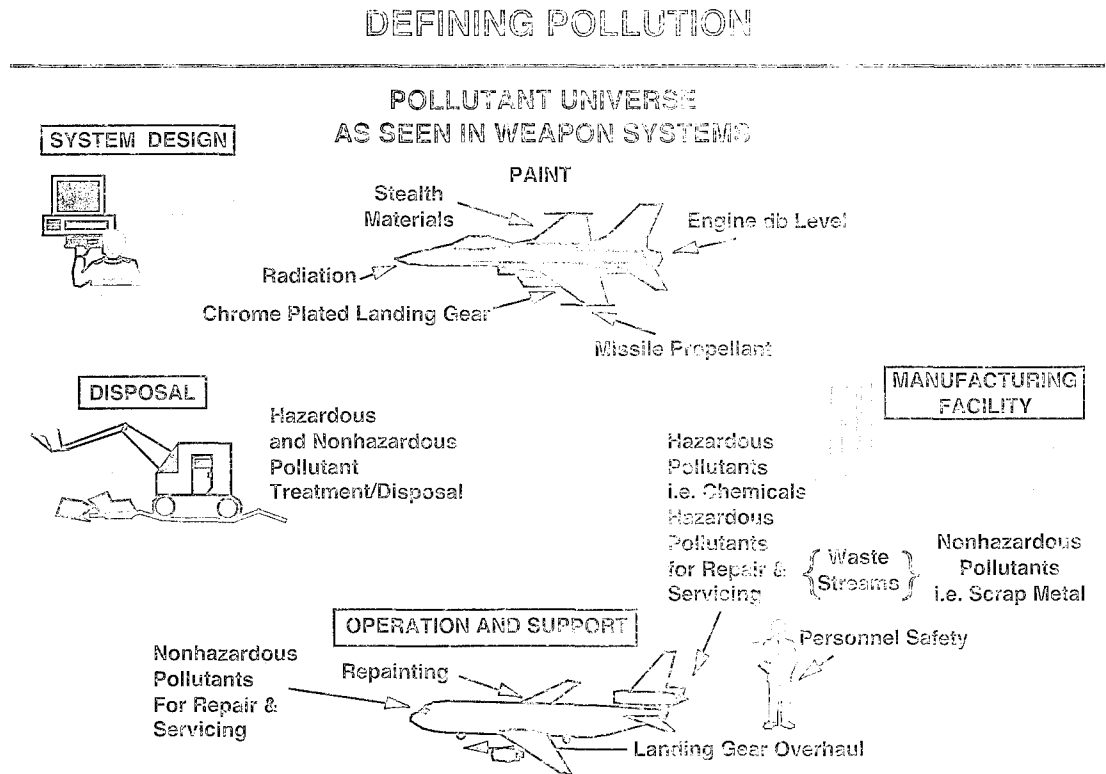 DEFINING POLLUTION
POLLUTANT UNIVERSE
AS SEEN IN WEAPON SYSTEMS
SYSTEM DESIGN
PAINT
Stealth
Materials
Engine db Level
Radiation
Chrome Plated Landing Gear
Missile Propellant
DISPOSAL
Hazardous
and Nonhazardous
Pollutant
Treatment/Disposal
MANUFACTURING
FACILITY
Hazardous
Pollutants
i.e. Chemicals
Hazardous
Pollutants
for Repair &
Servicing
{ Waste
Streams }
Nonhazardous
Pollutants
i.e. Scrap Metal
OPERATION AND SUPPORT
Personnel Safety
Nonhazardous
Pollutants
For Repair &
Servicing
Repainting
Landing Gear Overhaul